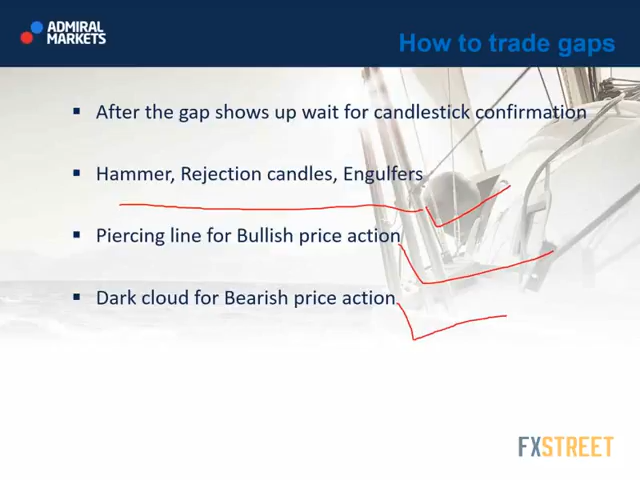 ADMIRAL
MARKETS
How to trade gaps
▪ After the gap shows up wait for candlestick confirmation
▪ Hammer, Rejection candles, Engulfers
▪ Piercing line for Bullish price action
▪ Dark cloud for Bearish price action
FXSTREET